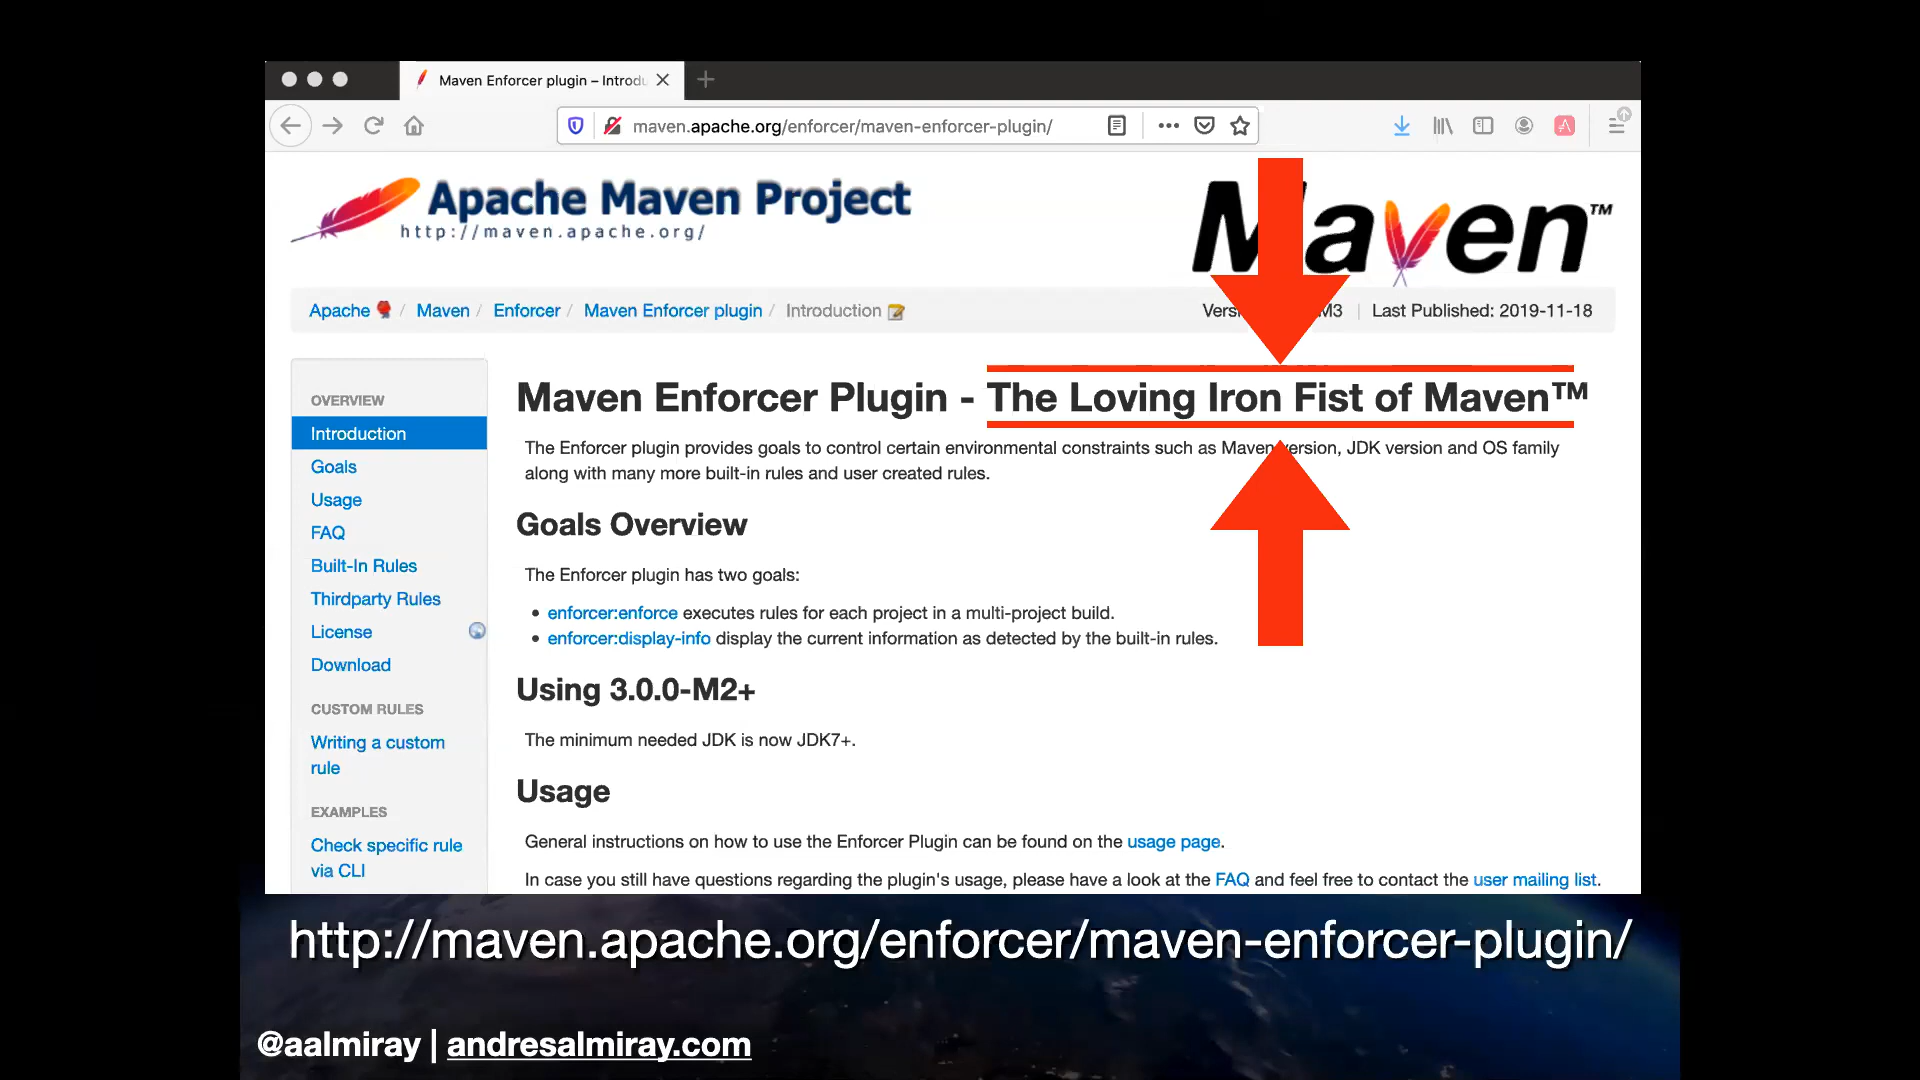 Maven Enforcer plugin – Introdu
maven.apache.org/enforcer/maven-enforcer-plugin/
Apache Maven Project
http://maven.apache.org/
Maven™
Apache / Maven / Enforcer / Maven Enforcer plugin / Introduction
M3 | Last Published: 2019-11-18
OVERVIEW
Introduction
Goals
Usage
FAQ
Built-In Rules
Thirdparty Rules
License
Download
CUSTOM RULES
Writing a custom
rule
EXAMPLES
Check specific rule
via CLI
Maven Enforcer Plugin - The Loving Iron Fist of Maven™
The Enforcer plugin provides goals to control certain environmental constraints such as Maven version, JDK version and OS family
along with many more built-in rules and user created rules.
Goals Overview
The Enforcer plugin has two goals:
• enforcer:enforce executes rules for each project in a multi-project build.
• enforcer:display-info display the current information as detected by the built-in rules.
Using 3.0.0-M2+
The minimum needed JDK is now JDK7+.
Usage
General instructions on how to use the Enforcer Plugin can be found on the usage page.
In case you still have questions regarding the plugin's usage, please have a look at the FAQ and feel free to contact the user mailing list.
http://maven.apache.org/enforcer/maven-enforcer-plugin/
@aalmiray | andresalmiray.com